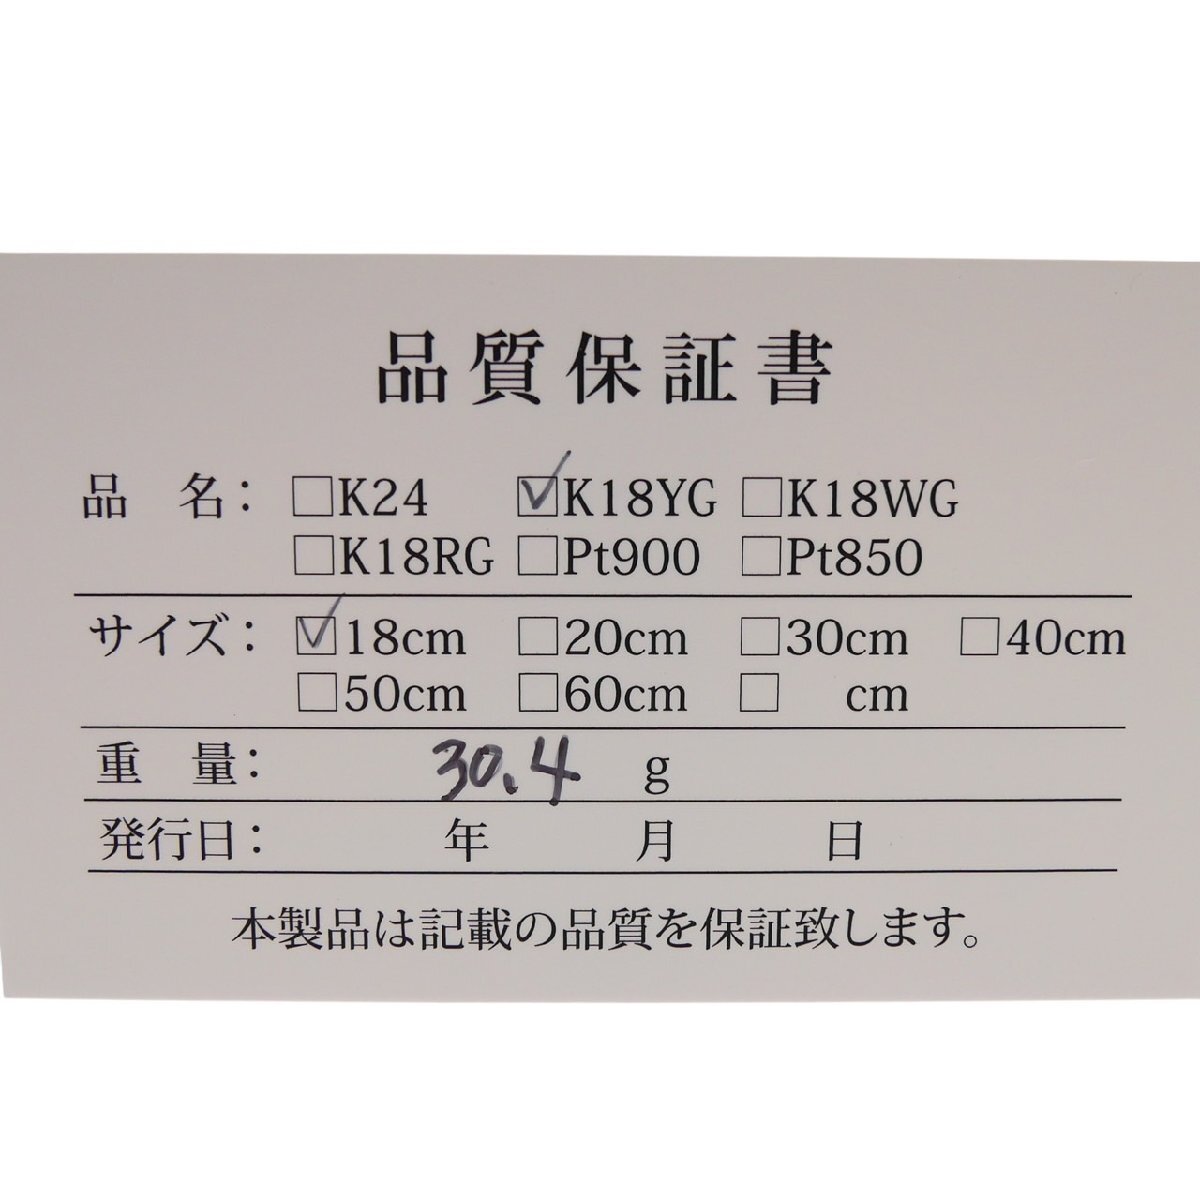 品質保証書
品 名： □K24 ☑K18YG □K18WG
□K18RG □Pt900 □Pt850
サイズ： ☑18cm □20cm □30cm □40cm
□50cm □60cm □ cm
重 量： 30.4 g
発行日： 年 月 日
本製品は記載の品質を保証致します。